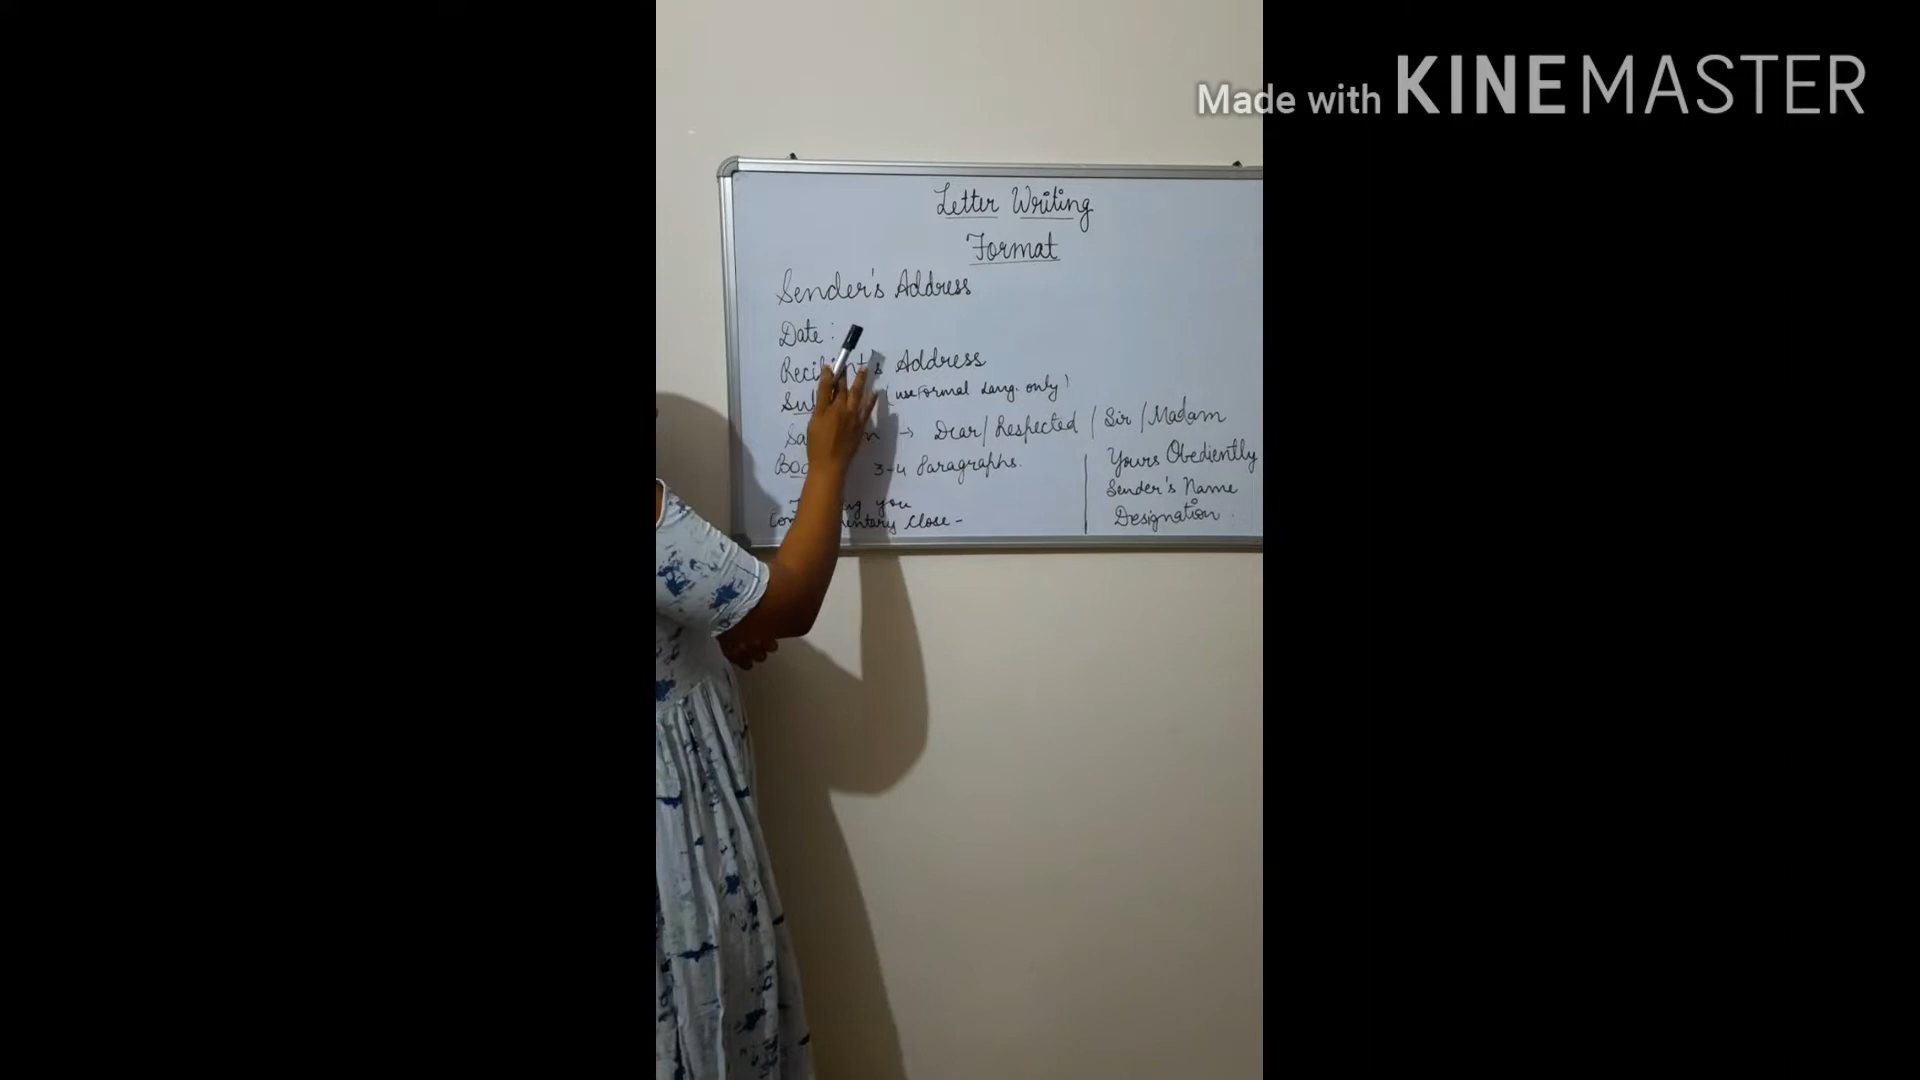 Made with KINEMASTER
Letter Writing
Format
Sender's Address
Date :
Address
(use Formal Lang. only)
→ Dear/Respected / Sir/Madam
3-4 Paragraphs.
you
Close -
Yours Obediently
Sender's Name
Designation.